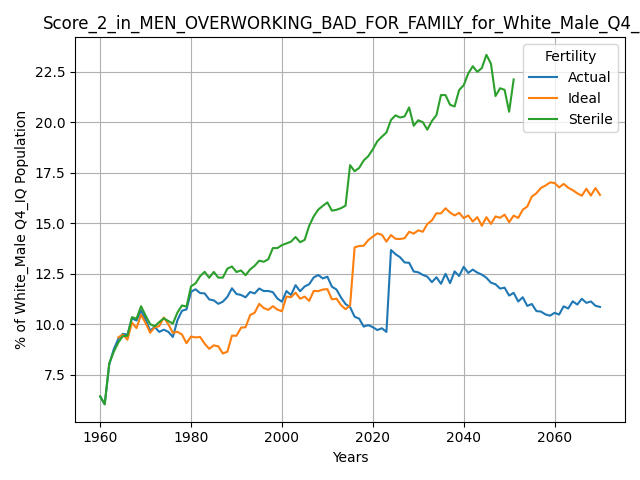 Score_2_in_MEN_OVERWORKING_BAD_FOR_FAMILY_for_White_Male_Q4_
Fertility
Actual
Ideal
Sterile
% of White_Male Q4_IQ Population
22.5
20.0
17.5
15.0
12.5
10.0
7.5
1960 1980 2000 2020 2040 2060
Years